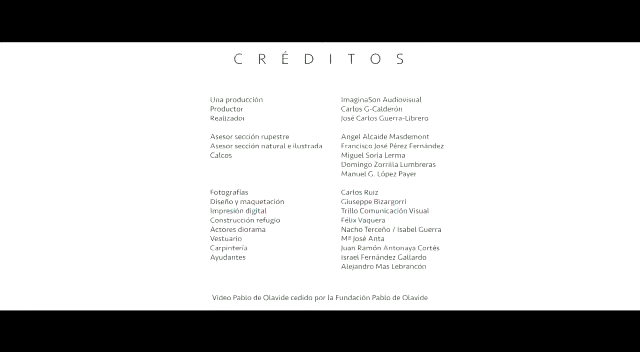 CRÉDITOS
Una producción ImaginaSon Audiovisual
Productor Carlos G-Calderón
Realizador José Carlos Guerra-Librero
Asesor sección rupestre Angel Alcaide Masdemont
Asesor sección natural e ilustrada Francisco José Pérez Fernández
Calcos Miguel Soria Lerma
Domingo Zorrilla Lumbreras
Manuel G. López Payer
Fotografías Carlos Ruiz
Diseño y maquetación Giuseppe Bizargorri
Impresión digital Trillo Comunicación Visual
Construcción refugio Félix Vaquera
Actores diorama Nacho Terceño / Isabel Guerra
Vestuario Mª José Anta
Carpintería Juan Ramón Antonaya Cortés
Ayudantes Israel Fernández Gallardo
Alejandro Mas Lebrancón
Vídeo Pablo de Olavide cedido por la Fundación Pablo de Olavide